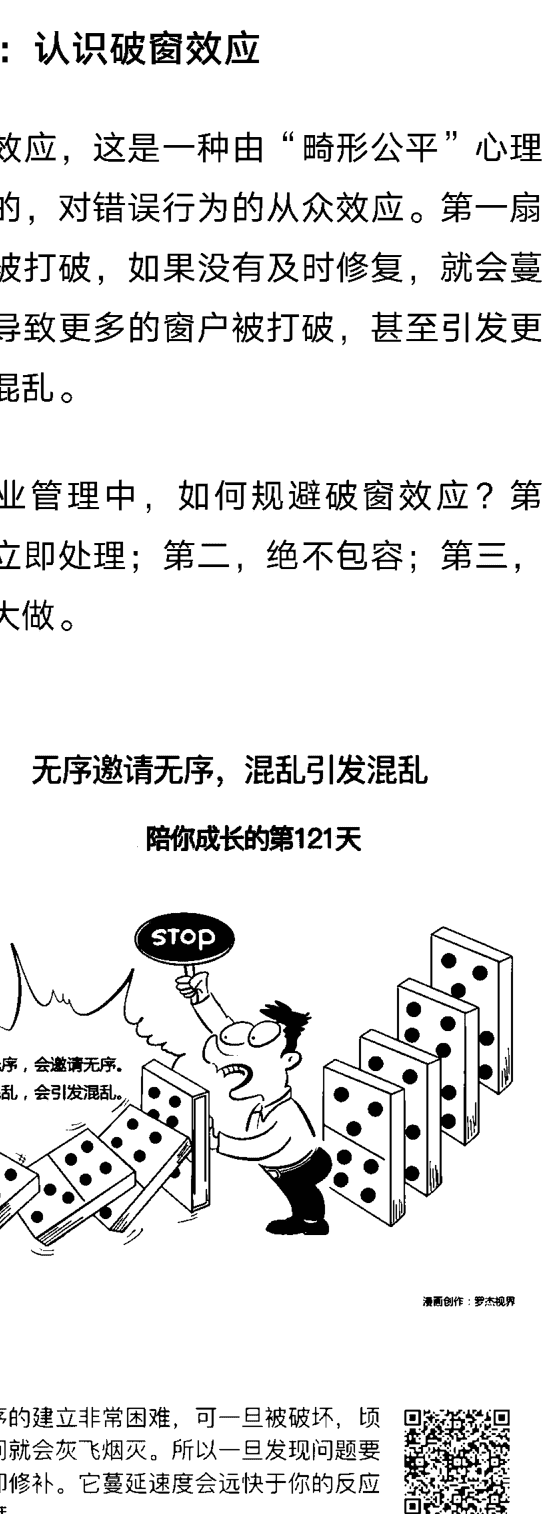 ：认识破窗效应
效应，这是一种由“畸形公平”心理
的，对错误行为的从众效应。第一扇
被打破，如果没有及时修复，就会蔓
导致更多的窗户被打破，甚至引发更
混乱。
业管理中，如何规避破窗效应？第
立即处理；第二，绝不包容；第三，
大做。
无序邀请无序，混乱引发混乱
陪你成长的第121天
STOP
序，会邀请无序。
乱，会引发混乱。
漫画创作：罗杰视界
序的建立非常困难，可一旦被破坏，顷
间就会灰飞烟灭。所以一旦发现问题要
即修补。它蔓延速度会远快于你的反应